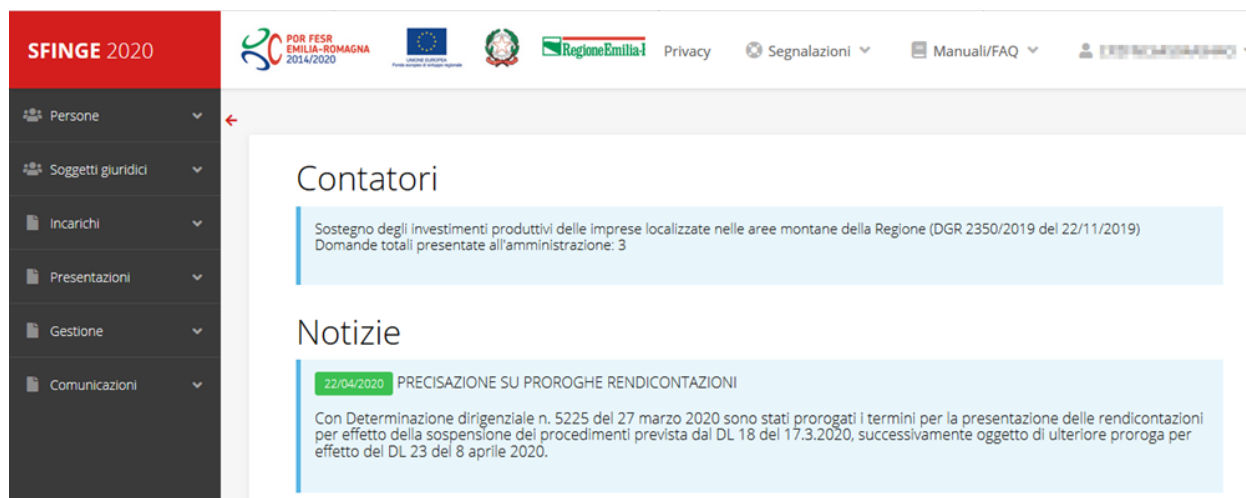 SFINGE 2020
POR FESR
EMILIA-ROMAGNA
2014/2020
UNIONE EUROPEA
Fondo europeo di sviluppo regionale
RegioneEmilia-
Privacy
Segnalazioni
Manuali/FAQ
Persone
Soggetti giuridici
Incarichi
Presentazioni
Gestione
Comunicazioni
Contatori
Sostegno degli investimenti produttivi delle imprese localizzate nelle aree montane della Regione (DGR 2350/2019 del 22/11/2019)
Domande totali presentate all'amministrazione: 3
Notizie
22/04/2020 PRECISAZIONE SU PROROGHE RENDICONTAZIONI
Con Determinazione dirigenziale n. 5225 del 27 marzo 2020 sono stati prorogati i termini per la presentazione delle rendicontazioni
per effetto della sospensione dei procedimenti prevista dal DL 18 del 17.3.2020, successivamente oggetto di ulteriore proroga per
effetto del DL 23 del 8 aprile 2020.